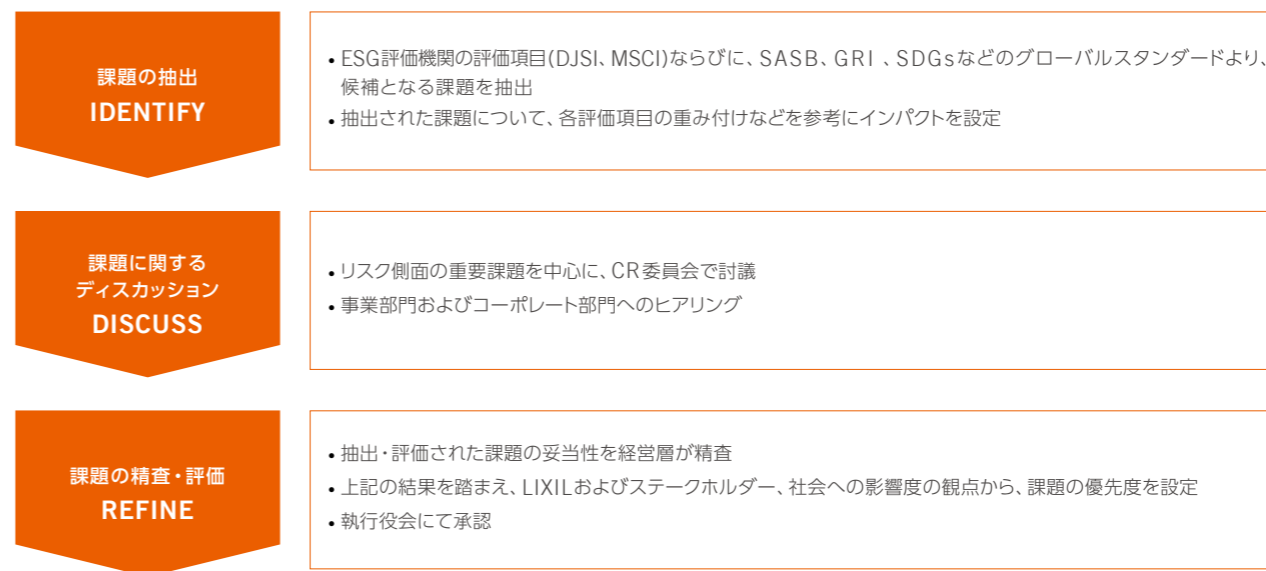 課題の抽出
IDENTIFY
• ESG評価機関の評価項目(DJSI、MSCI)ならびに、SASB、GRI 、SDGsなどのグローバルスタンダードより、
候補となる課題を抽出
• 抽出された課題について、各評価項目の重み付けなどを参考にインパクトを設定
課題に関する
ディスカッション
DISCUSS
• リスク側面の重要課題を中心に、CR委員会で討議
• 事業部門およびコーポレート部門へのヒアリング
課題の精査・評価
REFINE
• 抽出・評価された課題の妥当性を経営層が精査
• 上記の結果を踏まえ、LIXILおよびステークホルダー、社会への影響度の観点から、課題の優先度を設定
• 執行役会にて承認